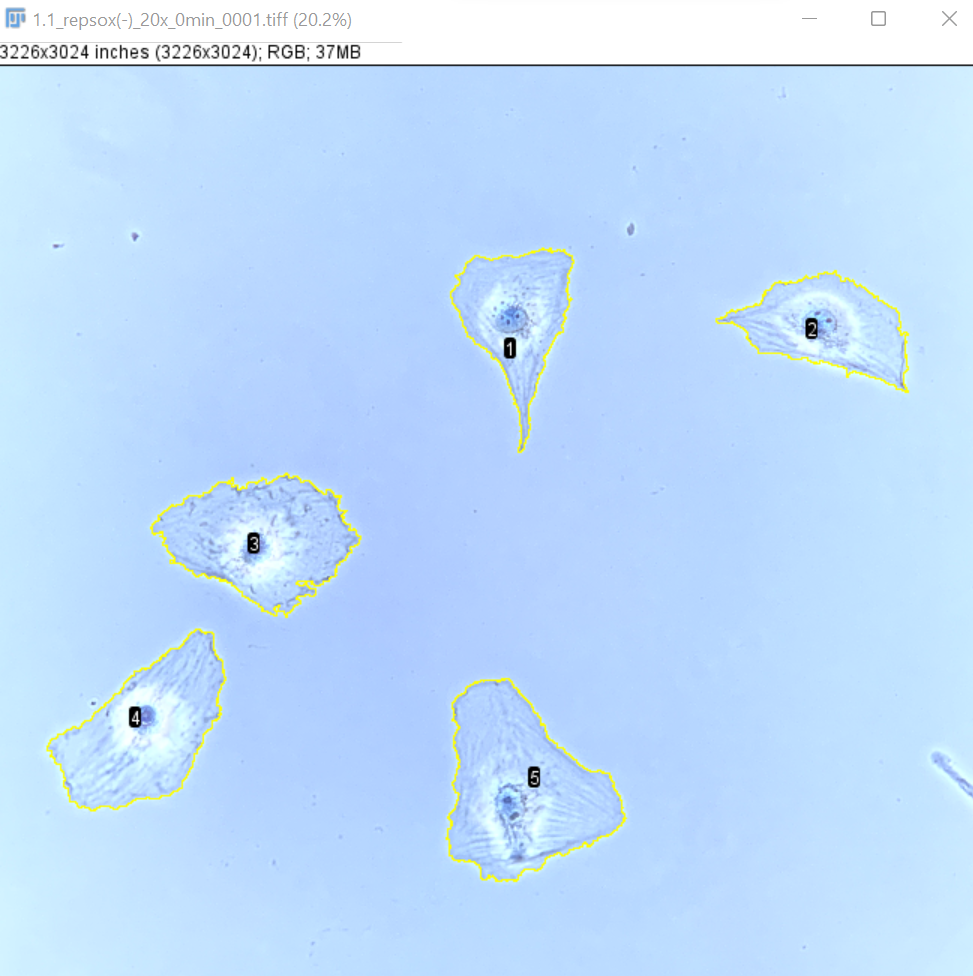 1.1_repsox(-)_20x_0min_0001.tiff (20.2%)
3226x3024 inches (3226x3024); RGB; 37MB
1
2
3
4
5